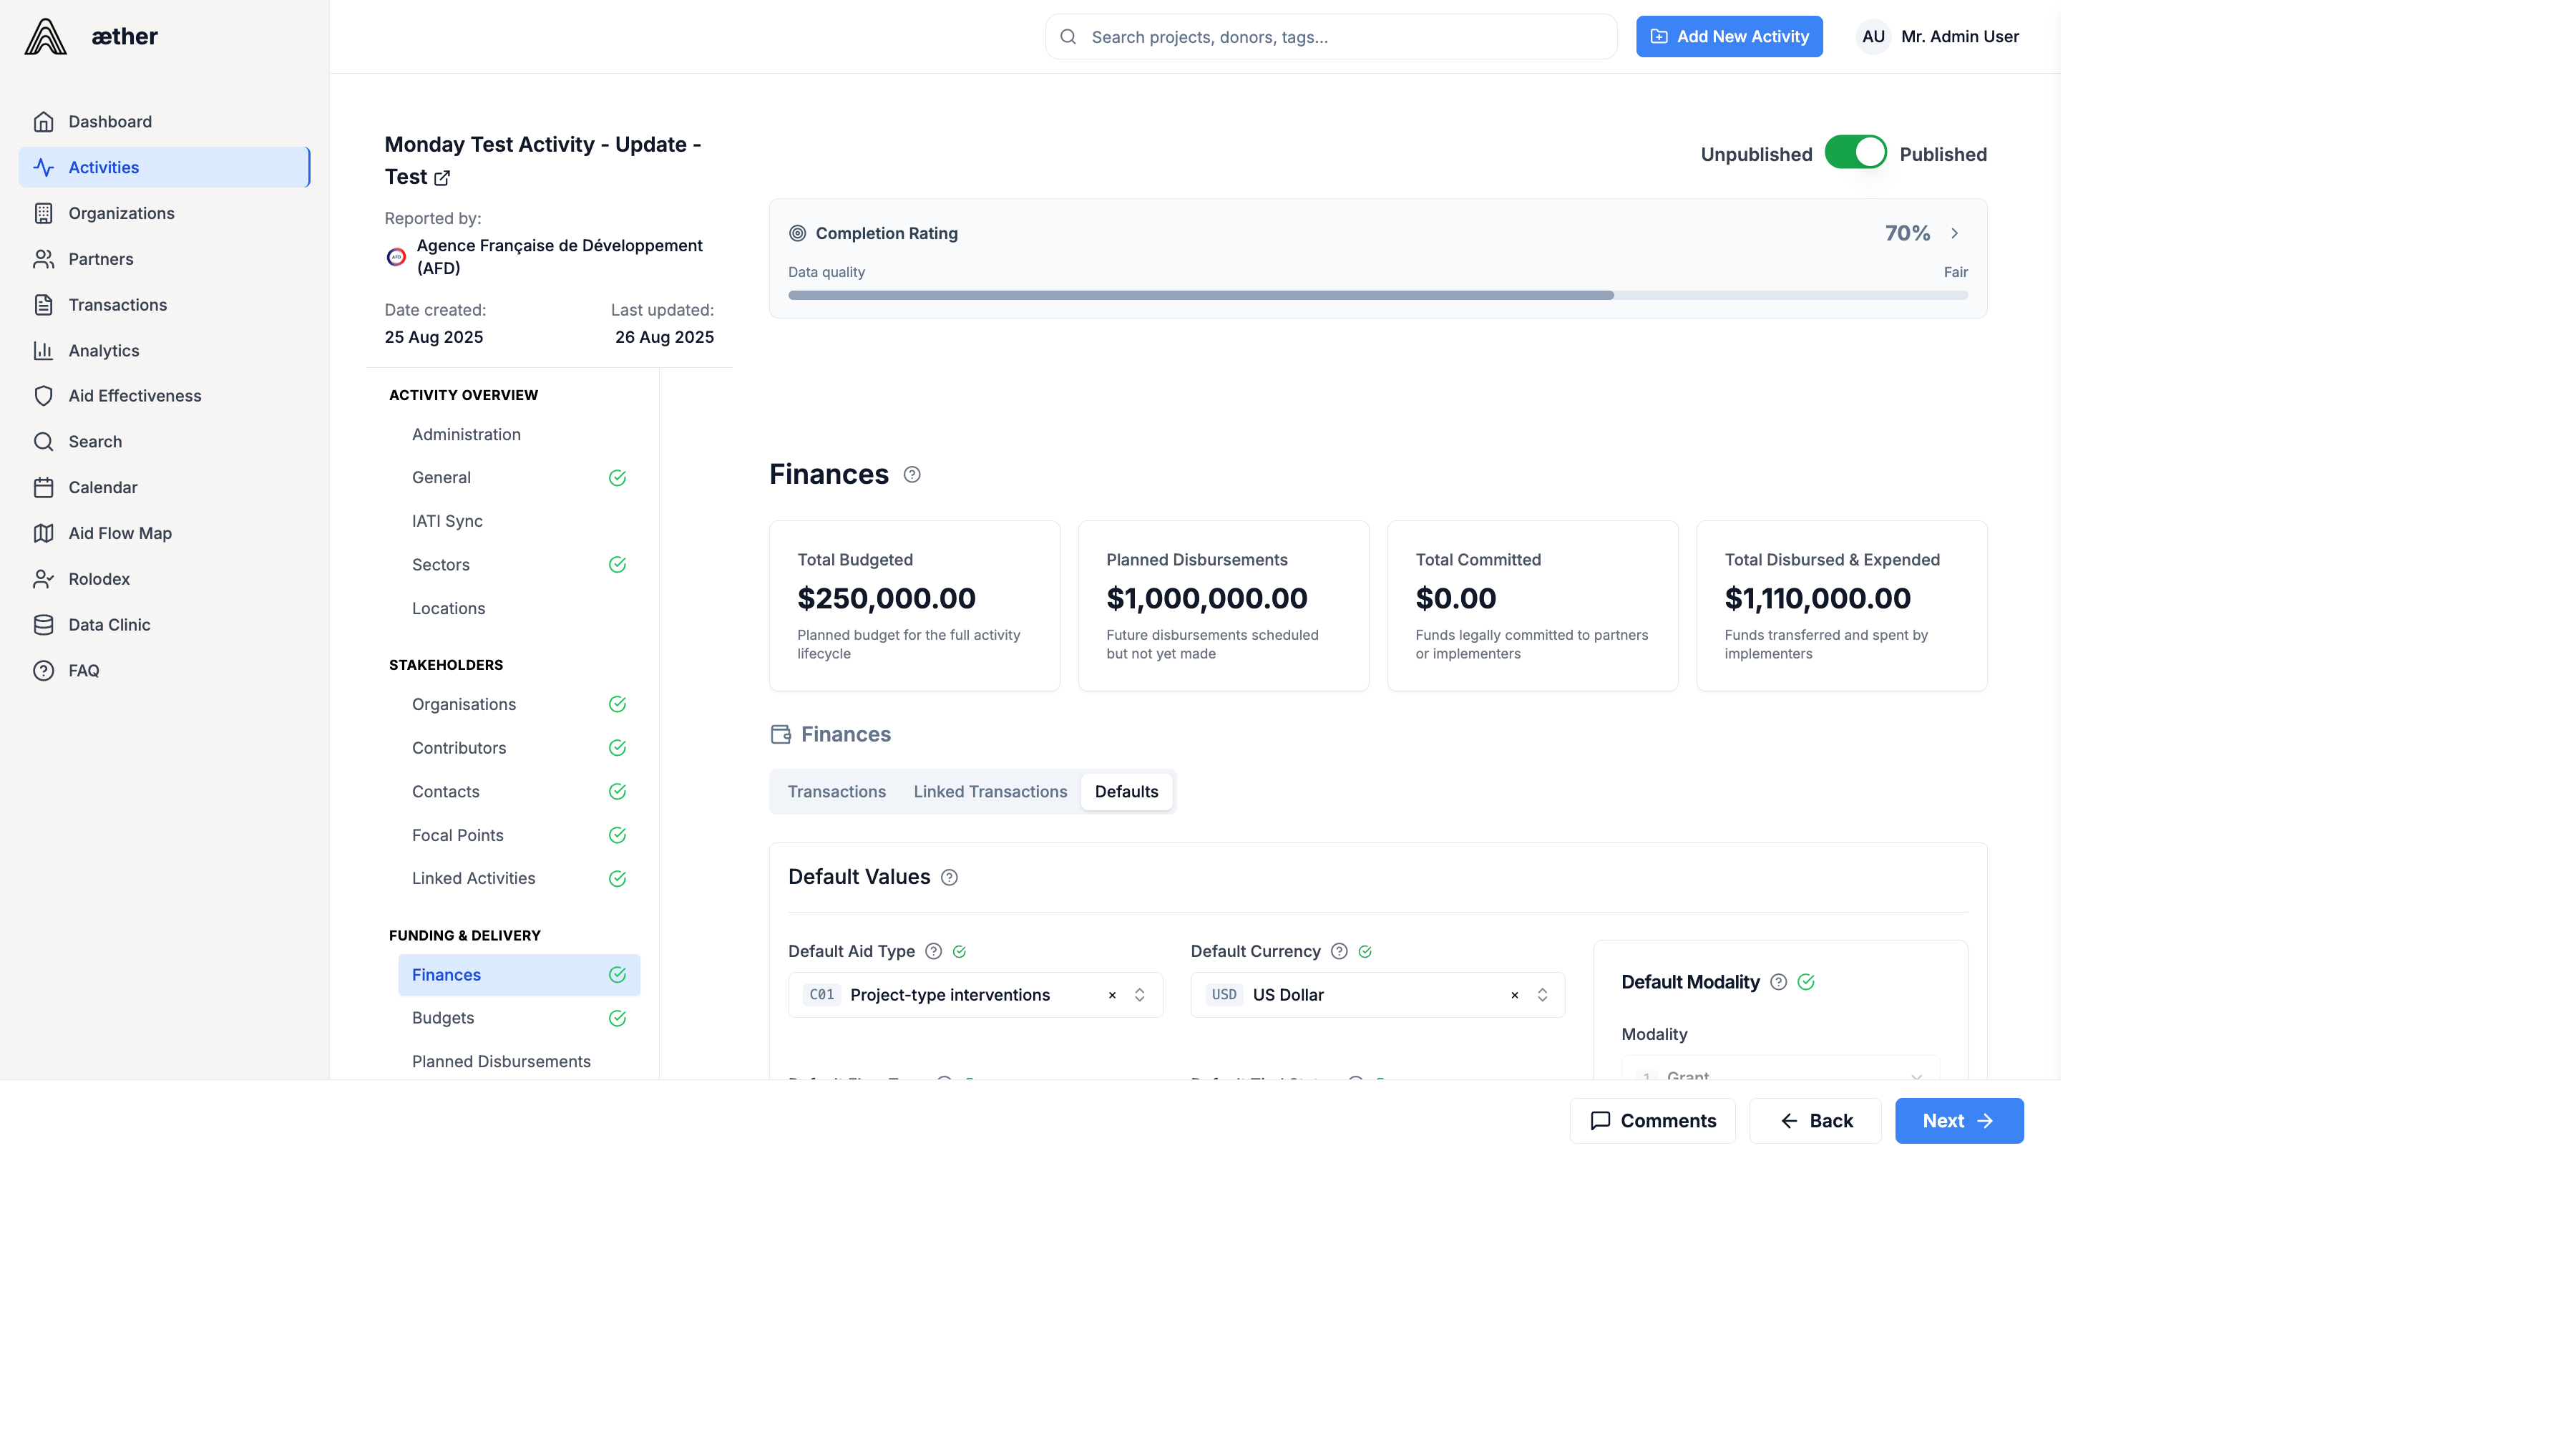 æther
Search projects, donors, tags...
Add New Activity
AU
Mr. Admin User
Dashboard
Activities
Organizations
Partners
Transactions
Analytics
Aid Effectiveness
Search
Calendar
Aid Flow Map
Rolodex
Data Clinic
FAQ
Monday Test Activity - Update -
Test
Reported by:
Agence Française de Développement
(AFD)
Date created:
Last updated:
25 Aug 2025
26 Aug 2025
ACTIVITY OVERVIEW
Administration
General
IATI Sync
Sectors
Locations
STAKEHOLDERS
Organisations
Contributors
Contacts
Focal Points
Linked Activities
FUNDING & DELIVERY
Finances
Budgets
Planned Disbursements
Unpublished
Published
Completion Rating
70%
Data quality
Fair
Finances
Total Budgeted
$250,000.00
Planned budget for the full activity
lifecycle
Planned Disbursements
$1,000,000.00
Future disbursements scheduled
but not yet made
Total Committed
$0.00
Funds legally committed to partners
or implementers
Total Disbursed & Expended
$1,110,000.00
Funds transferred and spent by
implementers
Finances
Transactions
Linked Transactions
Defaults
Default Values
Default Aid Type
C01 Project-type interventions ×
Default Currency
USD US Dollar ×
Default Modality
Modality
1 Grant
Comments
Back
Next